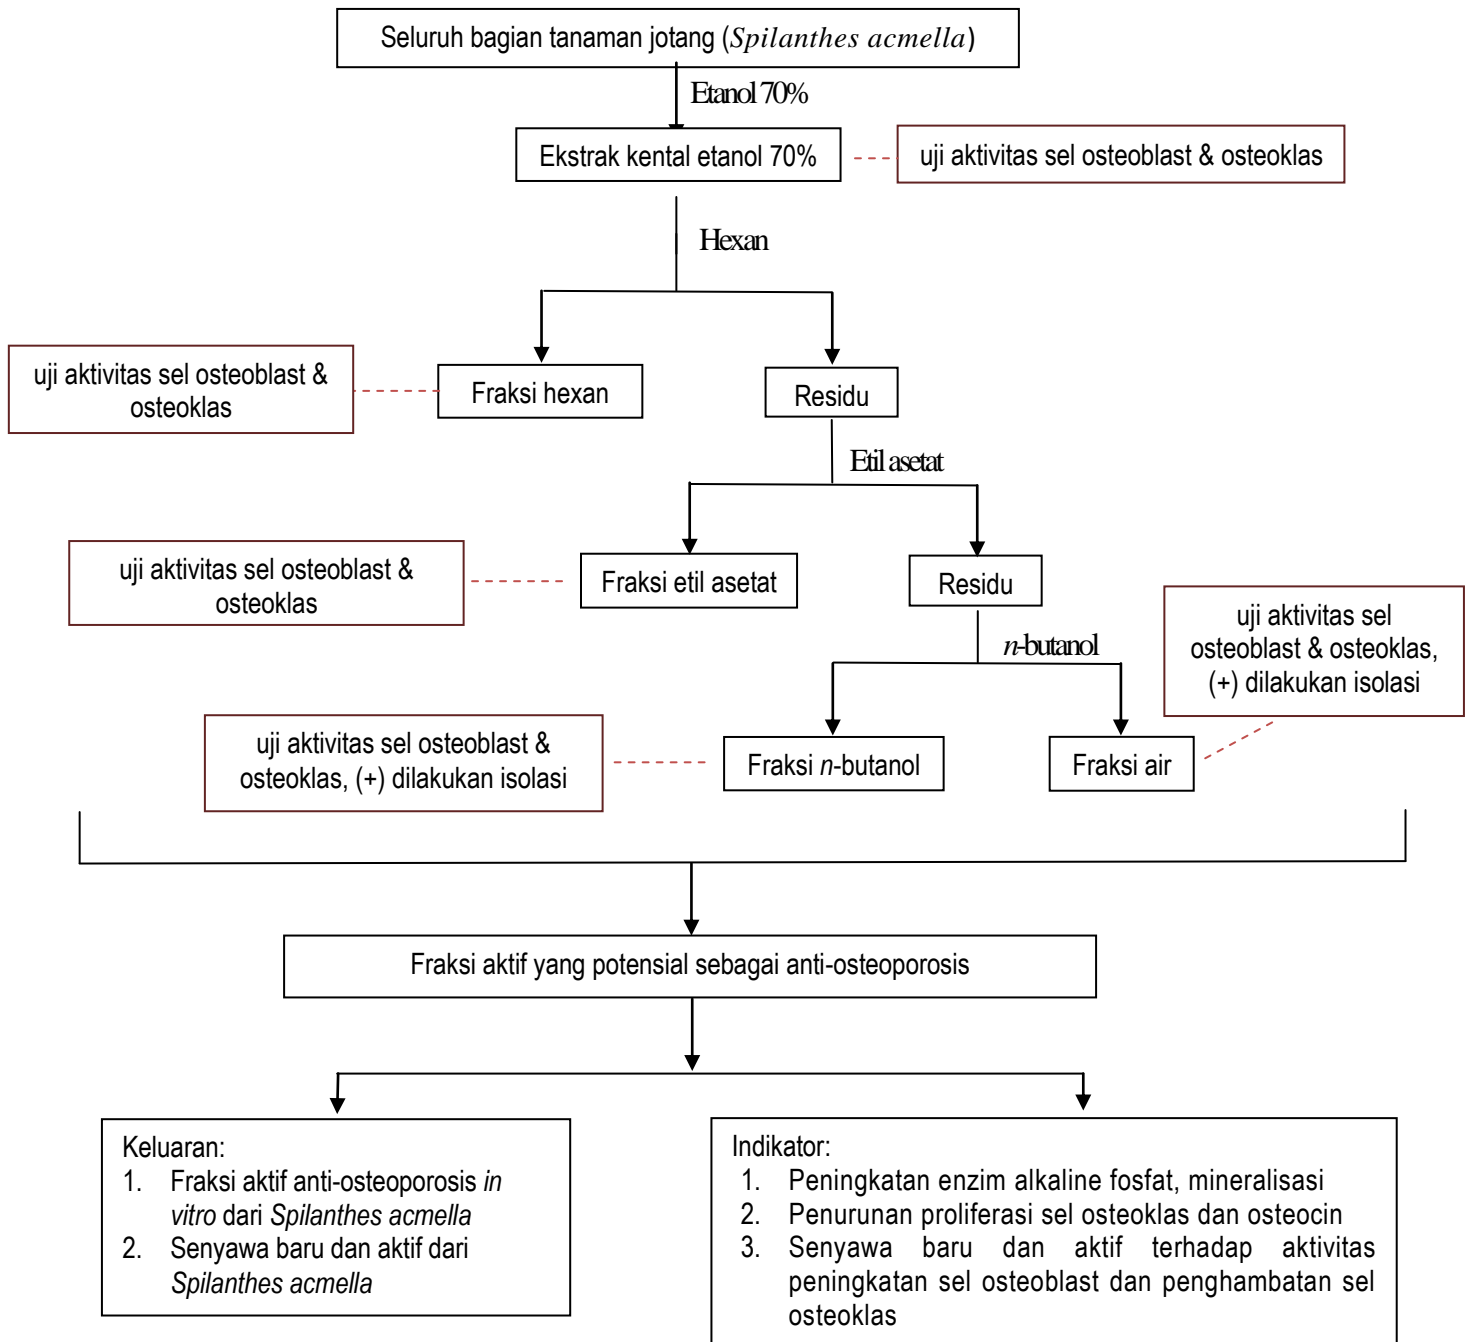 Seluruh bagian tanaman jotang (Spilanthes acmella)
Etanol 70%
Ekstrak kental etanol 70%
uji aktivitas sel osteoblast & osteoklas
Hexan
uji aktivitas sel osteoblast &
osteoklas
Fraksi hexan
Residu
Etil asetat
uji aktivitas sel osteoblast &
osteoklas
Fraksi etil asetat
Residu
uji aktivitas sel
osteoblast & osteoklas,
(+) dilakukan isolasi
n-butanol
uji aktivitas sel osteoblast &
osteoklas, (+) dilakukan isolasi
Fraksi n-butanol
Fraksi air
Fraksi aktif yang potensial sebagai anti-osteoporosis
Keluaran:
1. Fraksi aktif anti-osteoporosis in
vitro dari Spilanthes acmella
2. Senyawa baru dan aktif dari
Spilanthes acmella
Indikator:
1. Peningkatan enzim alkaline fosfat, mineralisasi
2. Penurunan proliferasi sel osteoklas dan osteocin
3. Senyawa baru dan aktif terhadap aktivitas
peningkatan sel osteoblast dan penghambatan sel
osteoklas